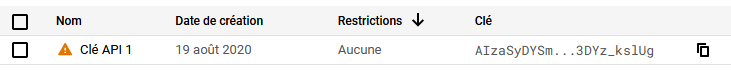 Nom Date de création Restrictions Clé
Clé API 1 19 août 2020 Aucune AIzaSyDYSm...3DYz_kslUg